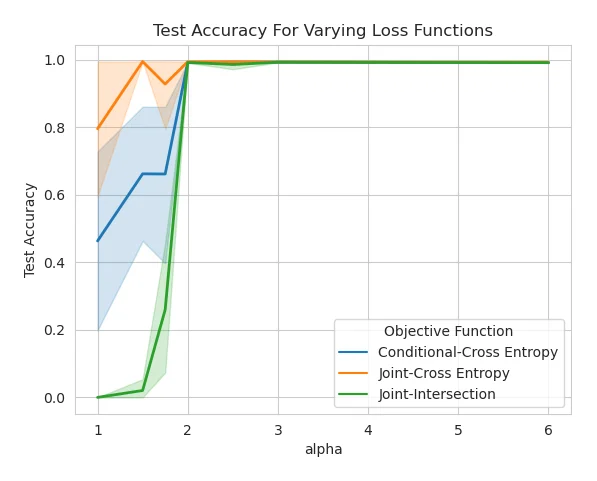 Test Accuracy For Varying Loss Functions
1.0
0.8
0.6
0.4
0.2
0.0
Test Accuracy
Objective Function
Conditional-Cross Entropy
Joint-Cross Entropy
Joint-Intersection
1 2 3 4 5 6
alpha